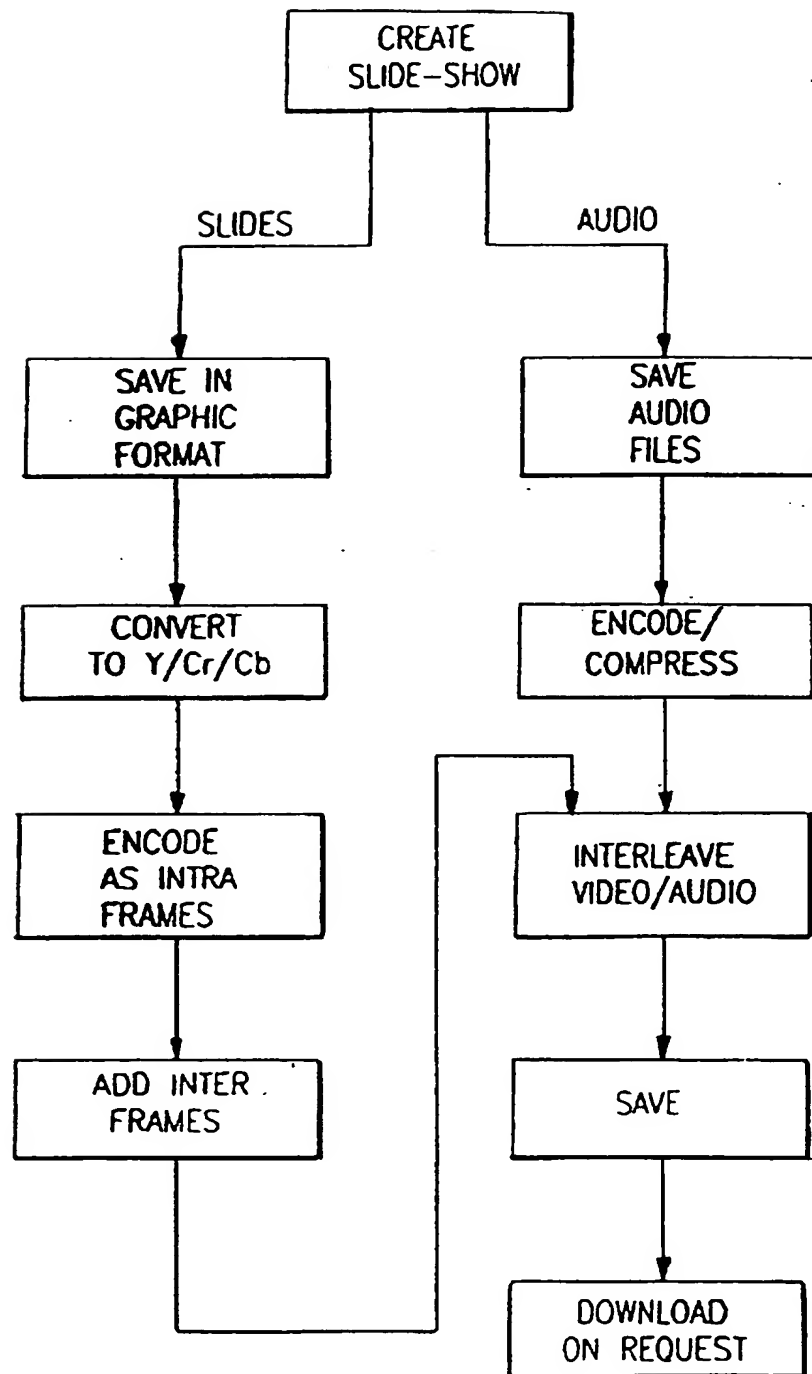 CREATE
SLIDE-SHOW
SLIDES
AUDIO
SAVE IN
GRAPHIC
FORMAT
SAVE
AUDIO
FILES
CONVERT
TO Y/Cr/Cb
ENCODE/
COMPRESS
ENCODE
AS INTRA
FRAMES
INTERLEAVE
VIDEO/AUDIO
ADD INTER
FRAMES
SAVE
DOWNLOAD
ON REQUEST